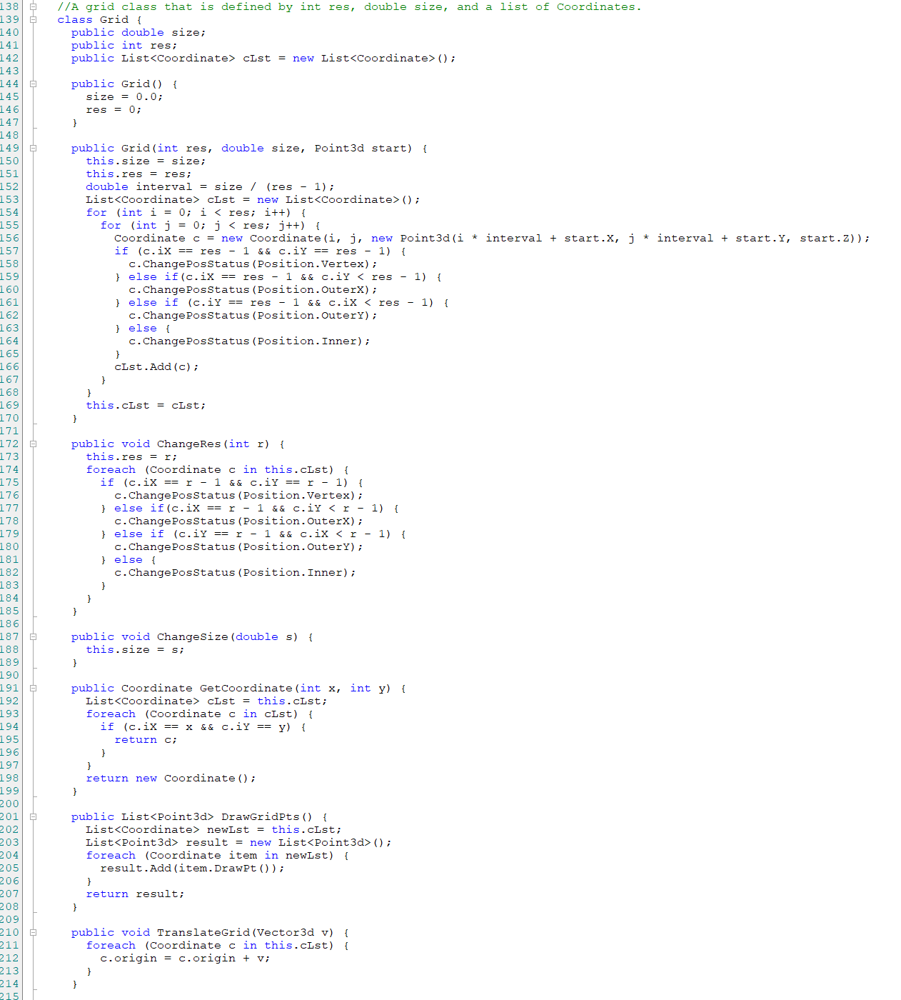 138 //A grid class that is defined by int res, double size, and a list of Coordinates.
139 class Grid {
140 public double size;
141 public int res;
142 public List<Coordinate> cLst = new List<Coordinate>();
143
144 public Grid() {
145 size = 0.0;
146 res = 0;
147 }
148
149 public Grid(int res, double size, Point3d start) {
150 this.size = size;
151 this.res = res;
152 double interval = size / (res - 1);
153 List<Coordinate> cLst = new List<Coordinate>();
154 for (int i = 0; i < res; i++) {
155 for (int j = 0; j < res; j++) {
156 Coordinate c = new Coordinate(i, j, new Point3d(i * interval + start.X, j * interval + start.Y, start.Z));
157 if (c.iX == res - 1 && c.iY == res - 1) {
158 c.ChangePosStatus(Position.Vertex);
159 } else if(c.iX == res - 1 && c.iY < res - 1) {
160 c.ChangePosStatus(Position.OuterX);
161 } else if (c.iY == res - 1 && c.iX < res - 1) {
162 c.ChangePosStatus(Position.OuterY);
163 } else {
164 c.ChangePosStatus(Position.Inner);
165 }
166 cLst.Add(c);
167 }
168 }
169 this.cLst = cLst;
170 }
171
172 public void ChangeRes(int r) {
173 this.res = r;
174 foreach (Coordinate c in this.cLst) {
175 if (c.iX == r - 1 && c.iY == r - 1) {
176 c.ChangePosStatus(Position.Vertex);
177 } else if(c.iX == r - 1 && c.iY < r - 1) {
178 c.ChangePosStatus(Position.OuterX);
179 } else if (c.iY == r - 1 && c.iX < r - 1) {
180 c.ChangePosStatus(Position.OuterY);
181 } else {
182 c.ChangePosStatus(Position.Inner);
183 }
184 }
185 }
186
187 public void ChangeSize(double s) {
188 this.size = s;
189 }
190
191 public Coordinate GetCoordinate(int x, int y) {
192 List<Coordinate> cLst = this.cLst;
193 foreach (Coordinate c in cLst) {
194 if (c.iX == x && c.iY == y) {
195 return c;
196 }
197 }
198 return new Coordinate();
199 }
200
201 public List<Point3d> DrawGridPts() {
202 List<Coordinate> newLst = this.cLst;
203 List<Point3d> result = new List<Point3d>();
204 foreach (Coordinate item in newLst) {
205 result.Add(item.DrawPt());
206 }
207 return result;
208 }
209
210 public void TranslateGrid(Vector3d v) {
211 foreach (Coordinate c in this.cLst) {
212 c.origin = c.origin + v;
213 }
214 }
215